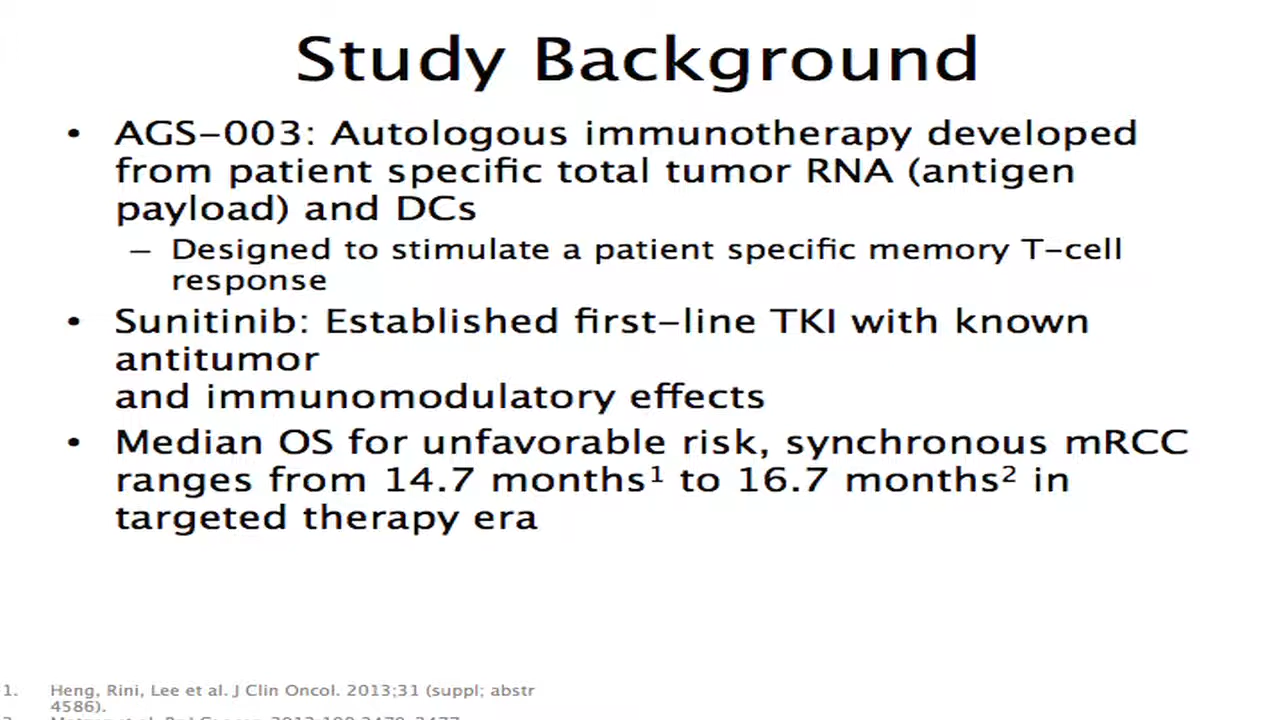 Study Background
• AGS-003: Autologous immunotherapy developed
from patient specific total tumor RNA (antigen
payload) and DCs
– Designed to stimulate a patient specific memory T-cell
response
• Sunitinib: Established first-line TKI with known
antitumor
and immunomodulatory effects
• Median OS for unfavorable risk, synchronous mRCC
ranges from 14.7 months¹ to 16.7 months² in
targeted therapy era
1. Heng, Rini, Lee et al. J Clin Oncol. 2013;31 (suppl; abstr
4586).